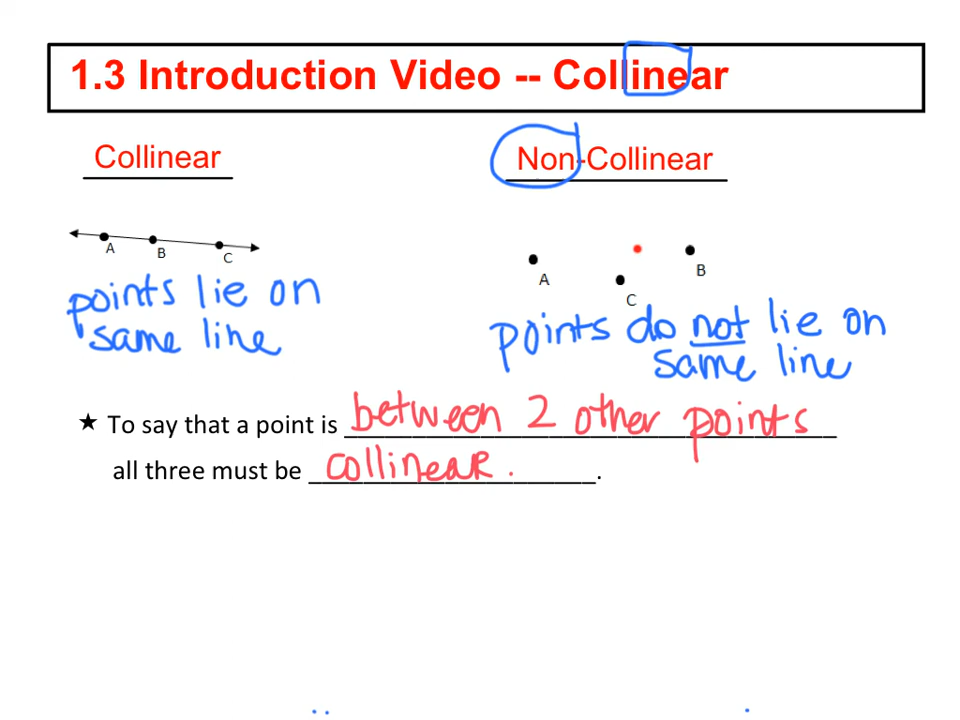 1.3 Introduction Video -- Collinear
Collinear
Non-Collinear
A B C
A C B
points lie on
same line
points do not lie on
same line
★ To say that a point is between 2 other points
all three must be collinear.